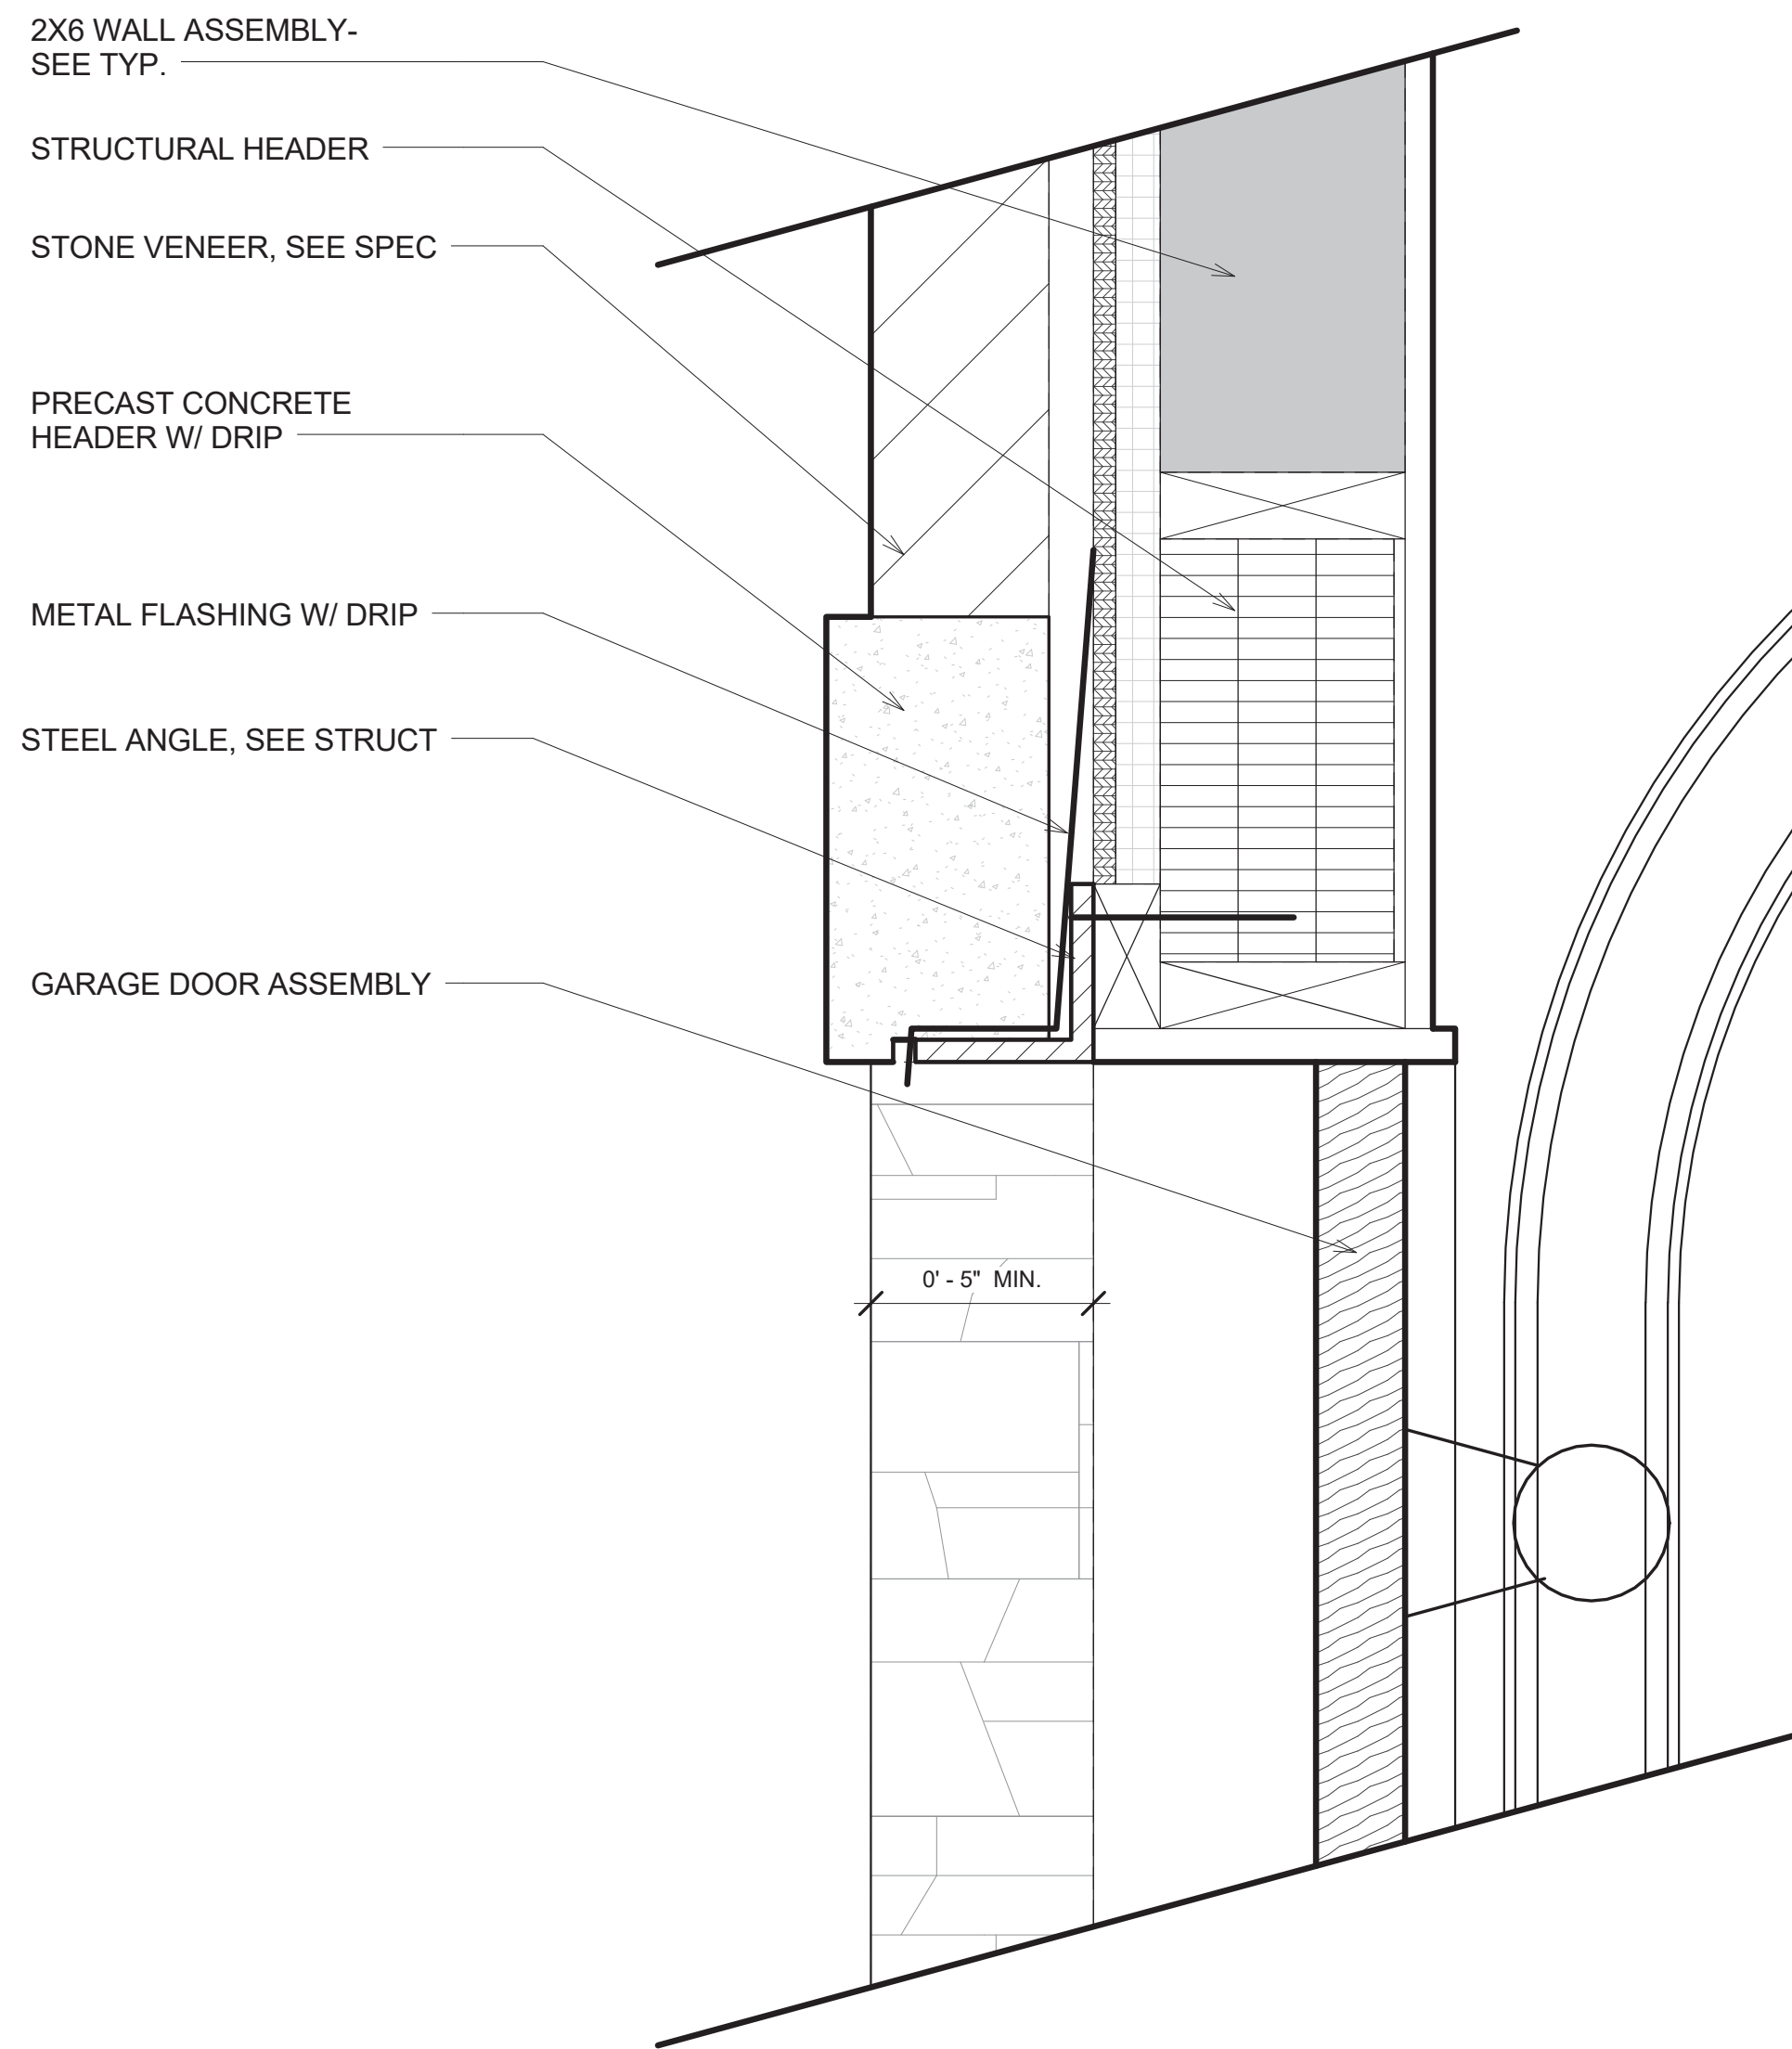 2X6 WALL ASSEMBLY-
SEE TYP.
STRUCTURAL HEADER
STONE VENEER, SEE SPEC
PRECAST CONCRETE
HEADER W/ DRIP
METAL FLASHING W/ DRIP
STEEL ANGLE, SEE STRUCT
GARAGE DOOR ASSEMBLY
0' - 5" MIN.